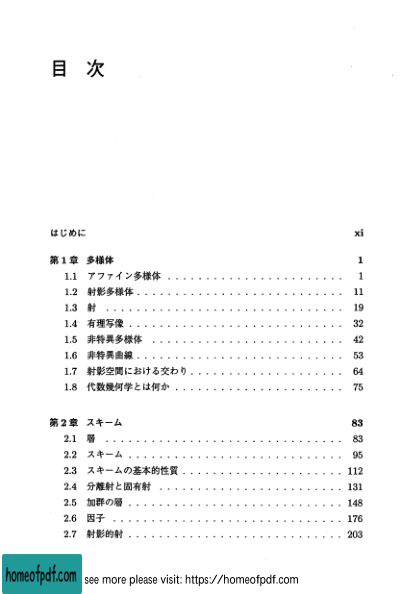 目 次
はじめに xi
第1章 多様体 1
1.1 アファイン多様体 . . . . . . . . . . . . . . . . . . . . . . 1
1.2 射影多様体 . . . . . . . . . . . . . . . . . . . . . . . . . . 11
1.3 射 . . . . . . . . . . . . . . . . . . . . . . . . . . . . . . 19
1.4 有理写像 . . . . . . . . . . . . . . . . . . . . . . . . . . . 32
1.5 非特異多様体 . . . . . . . . . . . . . . . . . . . . . . . . 42
1.6 非特異曲線 . . . . . . . . . . . . . . . . . . . . . . . . . . 53
1.7 射影空間における交わり . . . . . . . . . . . . . . . . . . . 64
1.8 代数幾何学とは何か . . . . . . . . . . . . . . . . . . . . . 75
第2章 スキーム 83
2.1 層 . . . . . . . . . . . . . . . . . . . . . . . . . . . . . . 83
2.2 スキーム . . . . . . . . . . . . . . . . . . . . . . . . . . . 95
2.3 スキームの基本的性質 . . . . . . . . . . . . . . . . . . . . 112
2.4 分離射と固有射 . . . . . . . . . . . . . . . . . . . . . . . 131
2.5 加群の層 . . . . . . . . . . . . . . . . . . . . . . . . . . . 148
2.6 因子 . . . . . . . . . . . . . . . . . . . . . . . . . . . . . 176
2.7 射影的射 . . . . . . . . . . . . . . . . . . . . . . . . . . . 203
homeofpdf.com see more please visit: https://homeofpdf.com